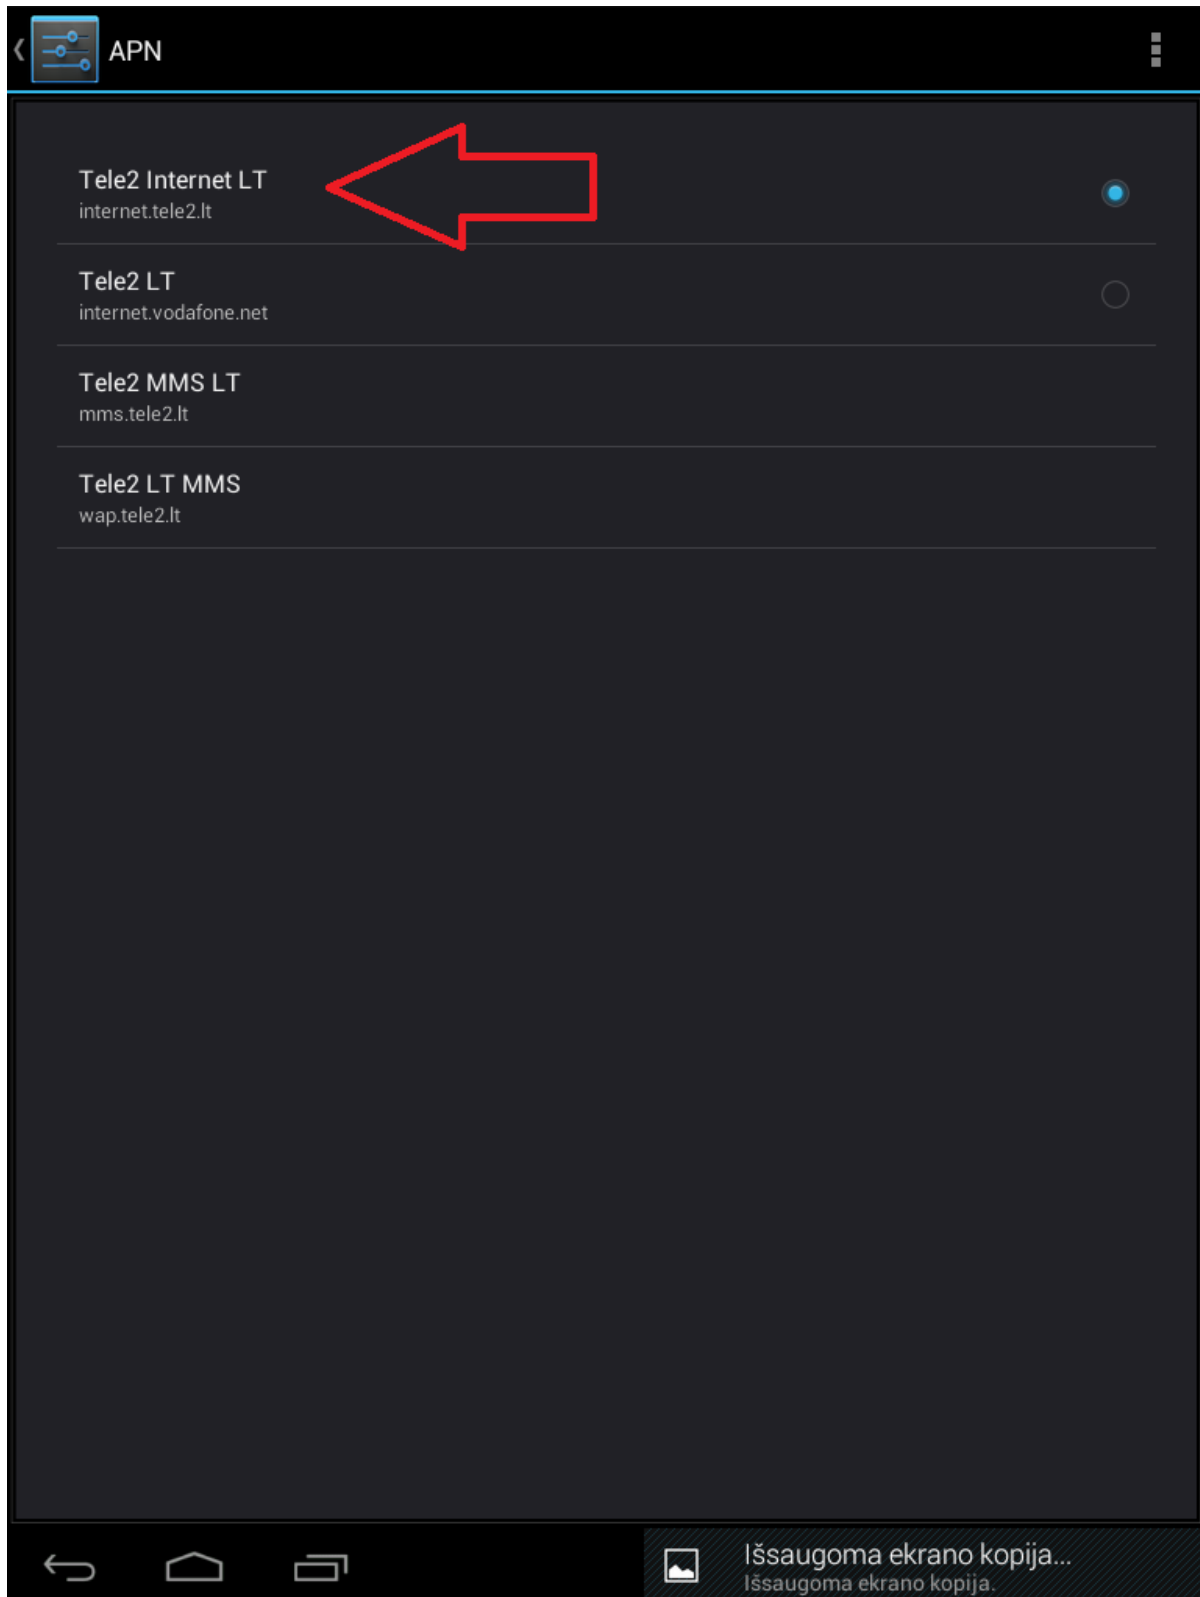 APN
Tele2 Internet LT
internet.tele2.lt
Tele2 LT
internet.vodafone.net
Tele2 MMS LT
mms.tele2.lt
Tele2 LT MMS
wap.tele2.lt
Išsaugoma ekrano kopija...
Išsaugoma ekrano kopija.